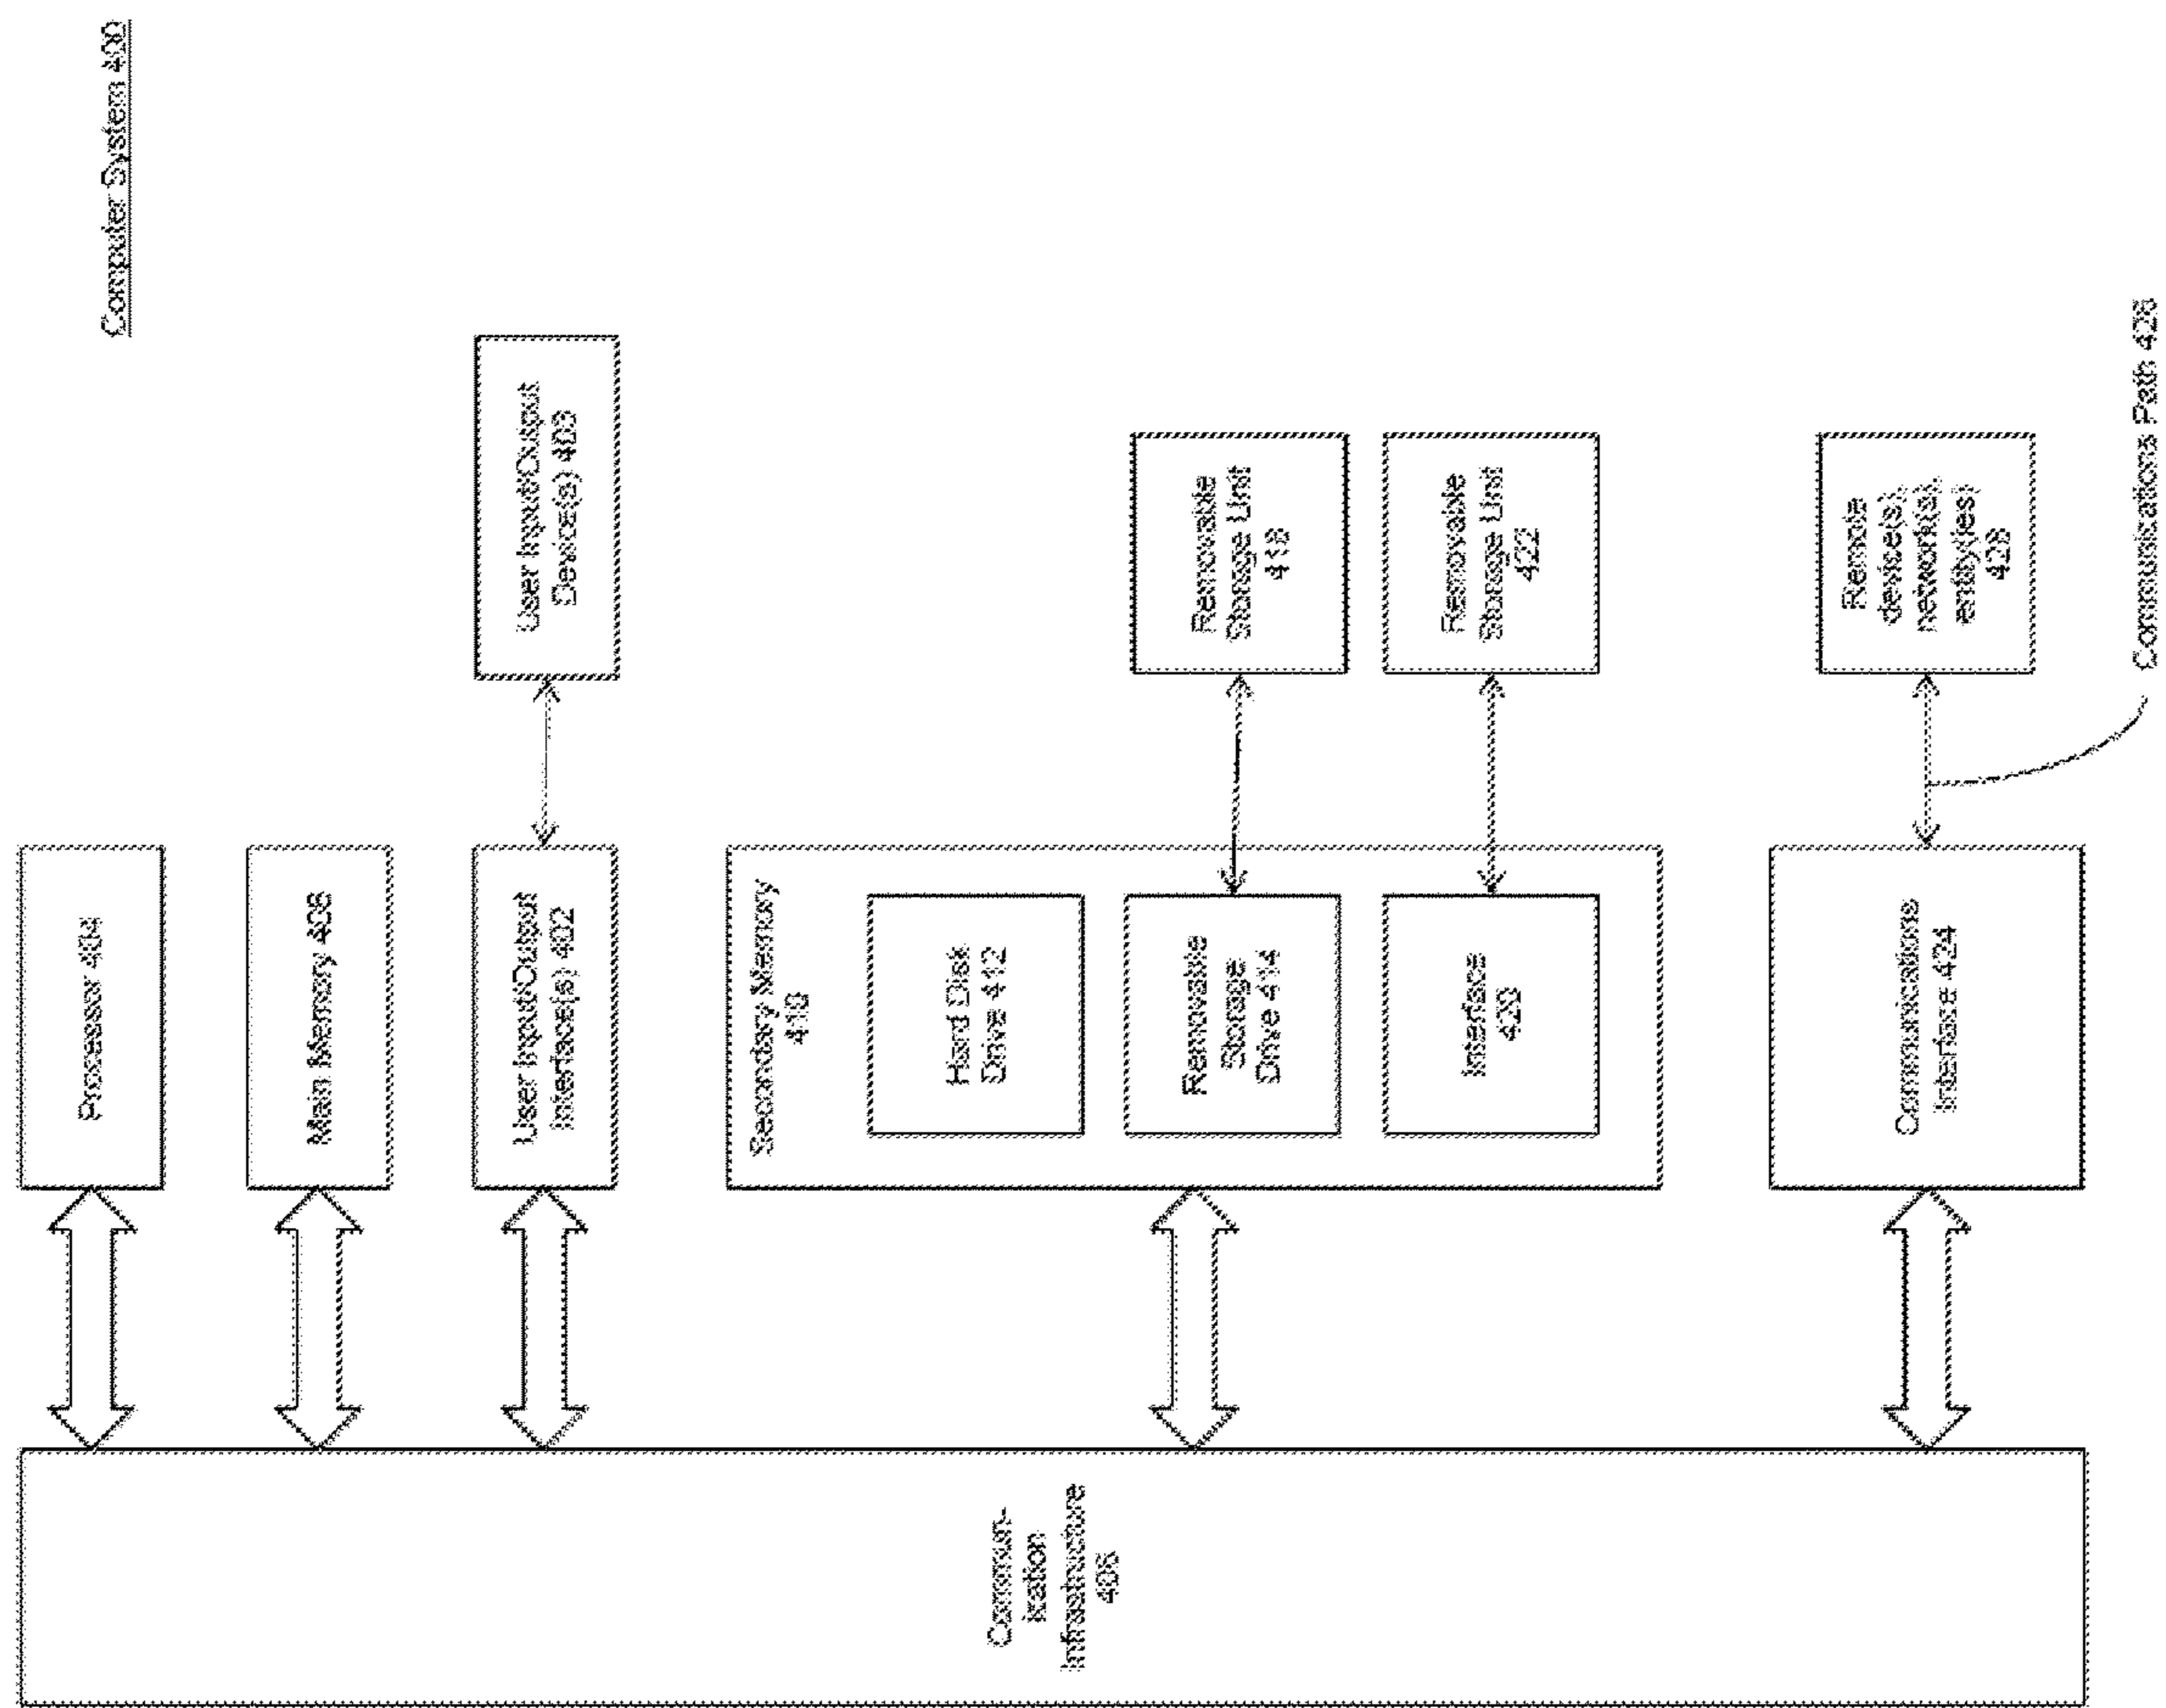 Computer System 400
Processor 404
Main Memory 408
User Input/Output
Interface(s) 402
User Input/Output
Device(s) 403
Commun-
ication
Infrastructure
406
Secondary Memory
410
Hard Disk
Drive 412
Removable
Storage
Drive 414
Removable
Storage Unit
418
Interface
420
Removable
Storage Unit
422
Communications
Interface 424
Remote
device(s),
network(s),
entity(ies)
428
Communications Path 426